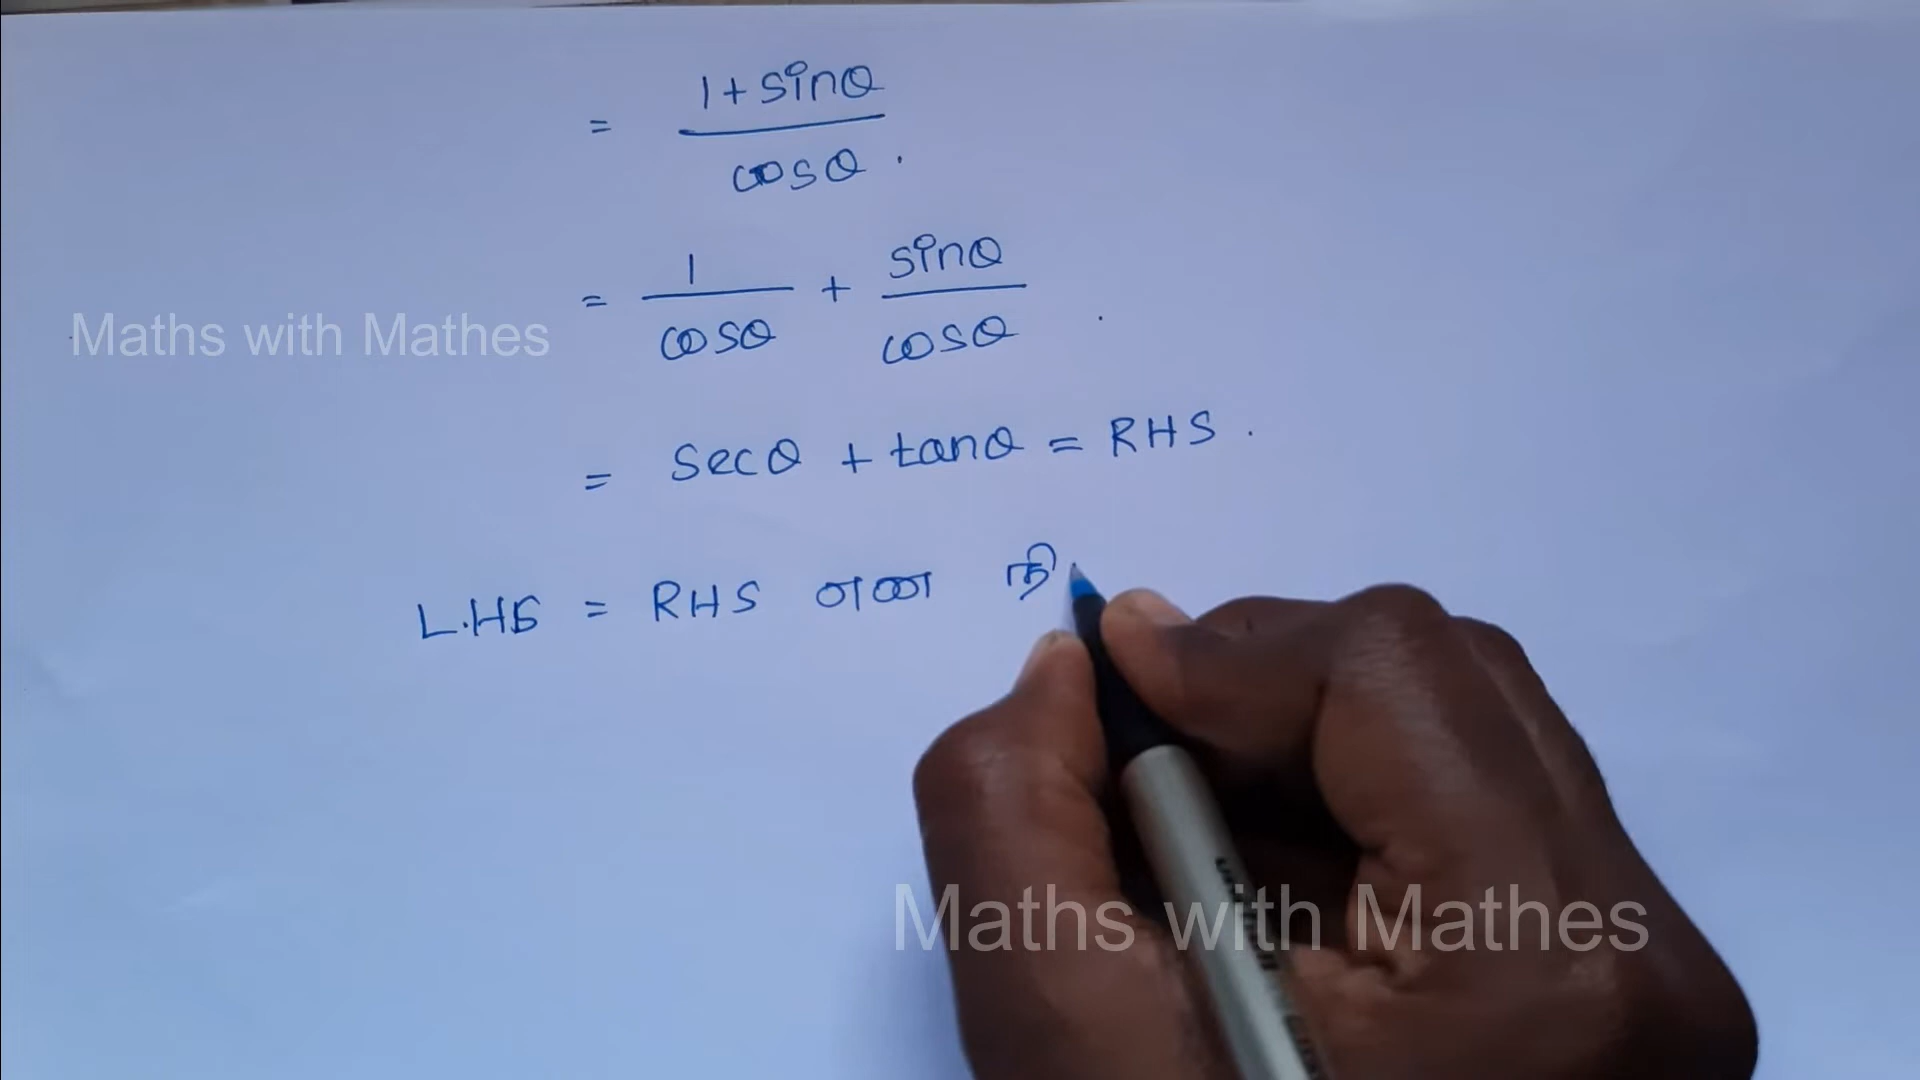 = 1 + sinθ / cosθ .
= 1 / cosθ + sinθ / cosθ .
Maths with Mathes
= secθ + tanθ = RHS .
L.HS = RHS என நி
Maths with Mathes